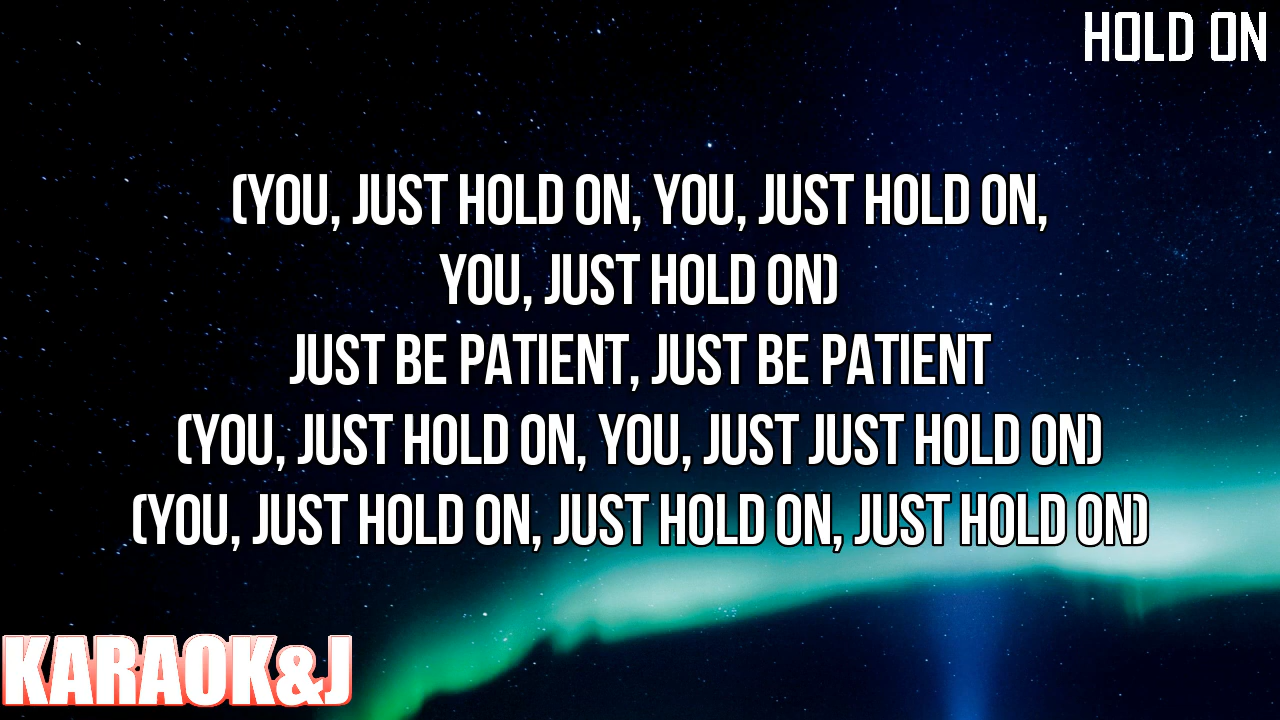 HOLD ON
(YOU, JUST HOLD ON, YOU, JUST HOLD ON,
YOU, JUST HOLD ON)
JUST BE PATIENT, JUST BE PATIENT
(YOU, JUST HOLD ON, YOU, JUST JUST HOLD ON)
(YOU, JUST HOLD ON, JUST HOLD ON, JUST HOLD ON)
KARAOK&J